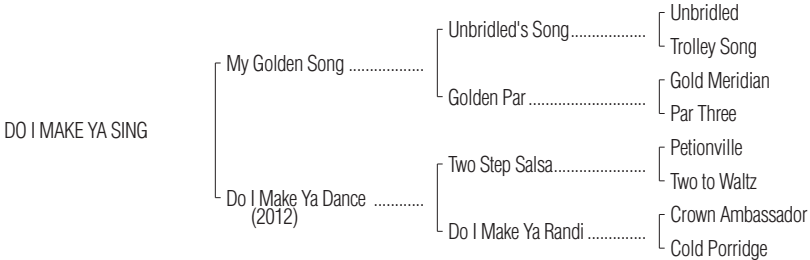 Unbridled
Unbridled's Song..................
Trolley Song
My Golden Song ..................
Gold Meridian
Golden Par ............................
Par Three
DO I MAKE YA SING
Petionville
Two Step Salsa......................
Two to Waltz
Do I Make Ya Dance ............
(2012)
Crown Ambassador
Do I Make Ya Randi ..............
Cold Porridge